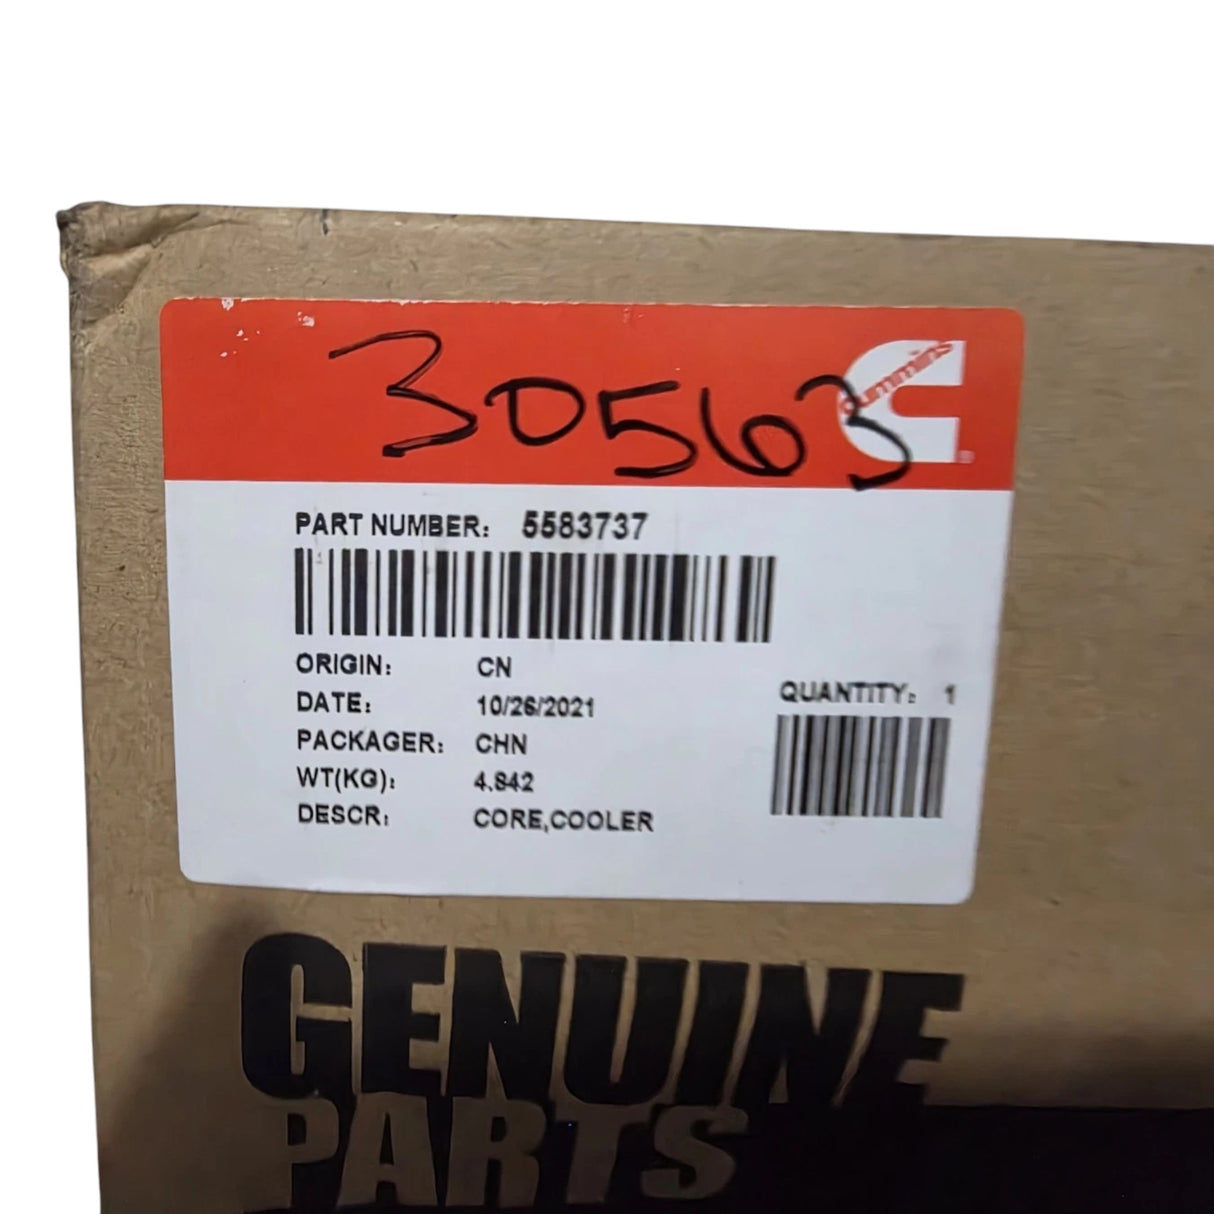 30563
cummins
PART NUMBER: 5583737
ORIGIN: CN
DATE: 10/26/2021
PACKAGER: CHN
WT(KG): 4.842
DESCR: CORE,COOLER
QUANTITY: 1
GENUINE
PARTS